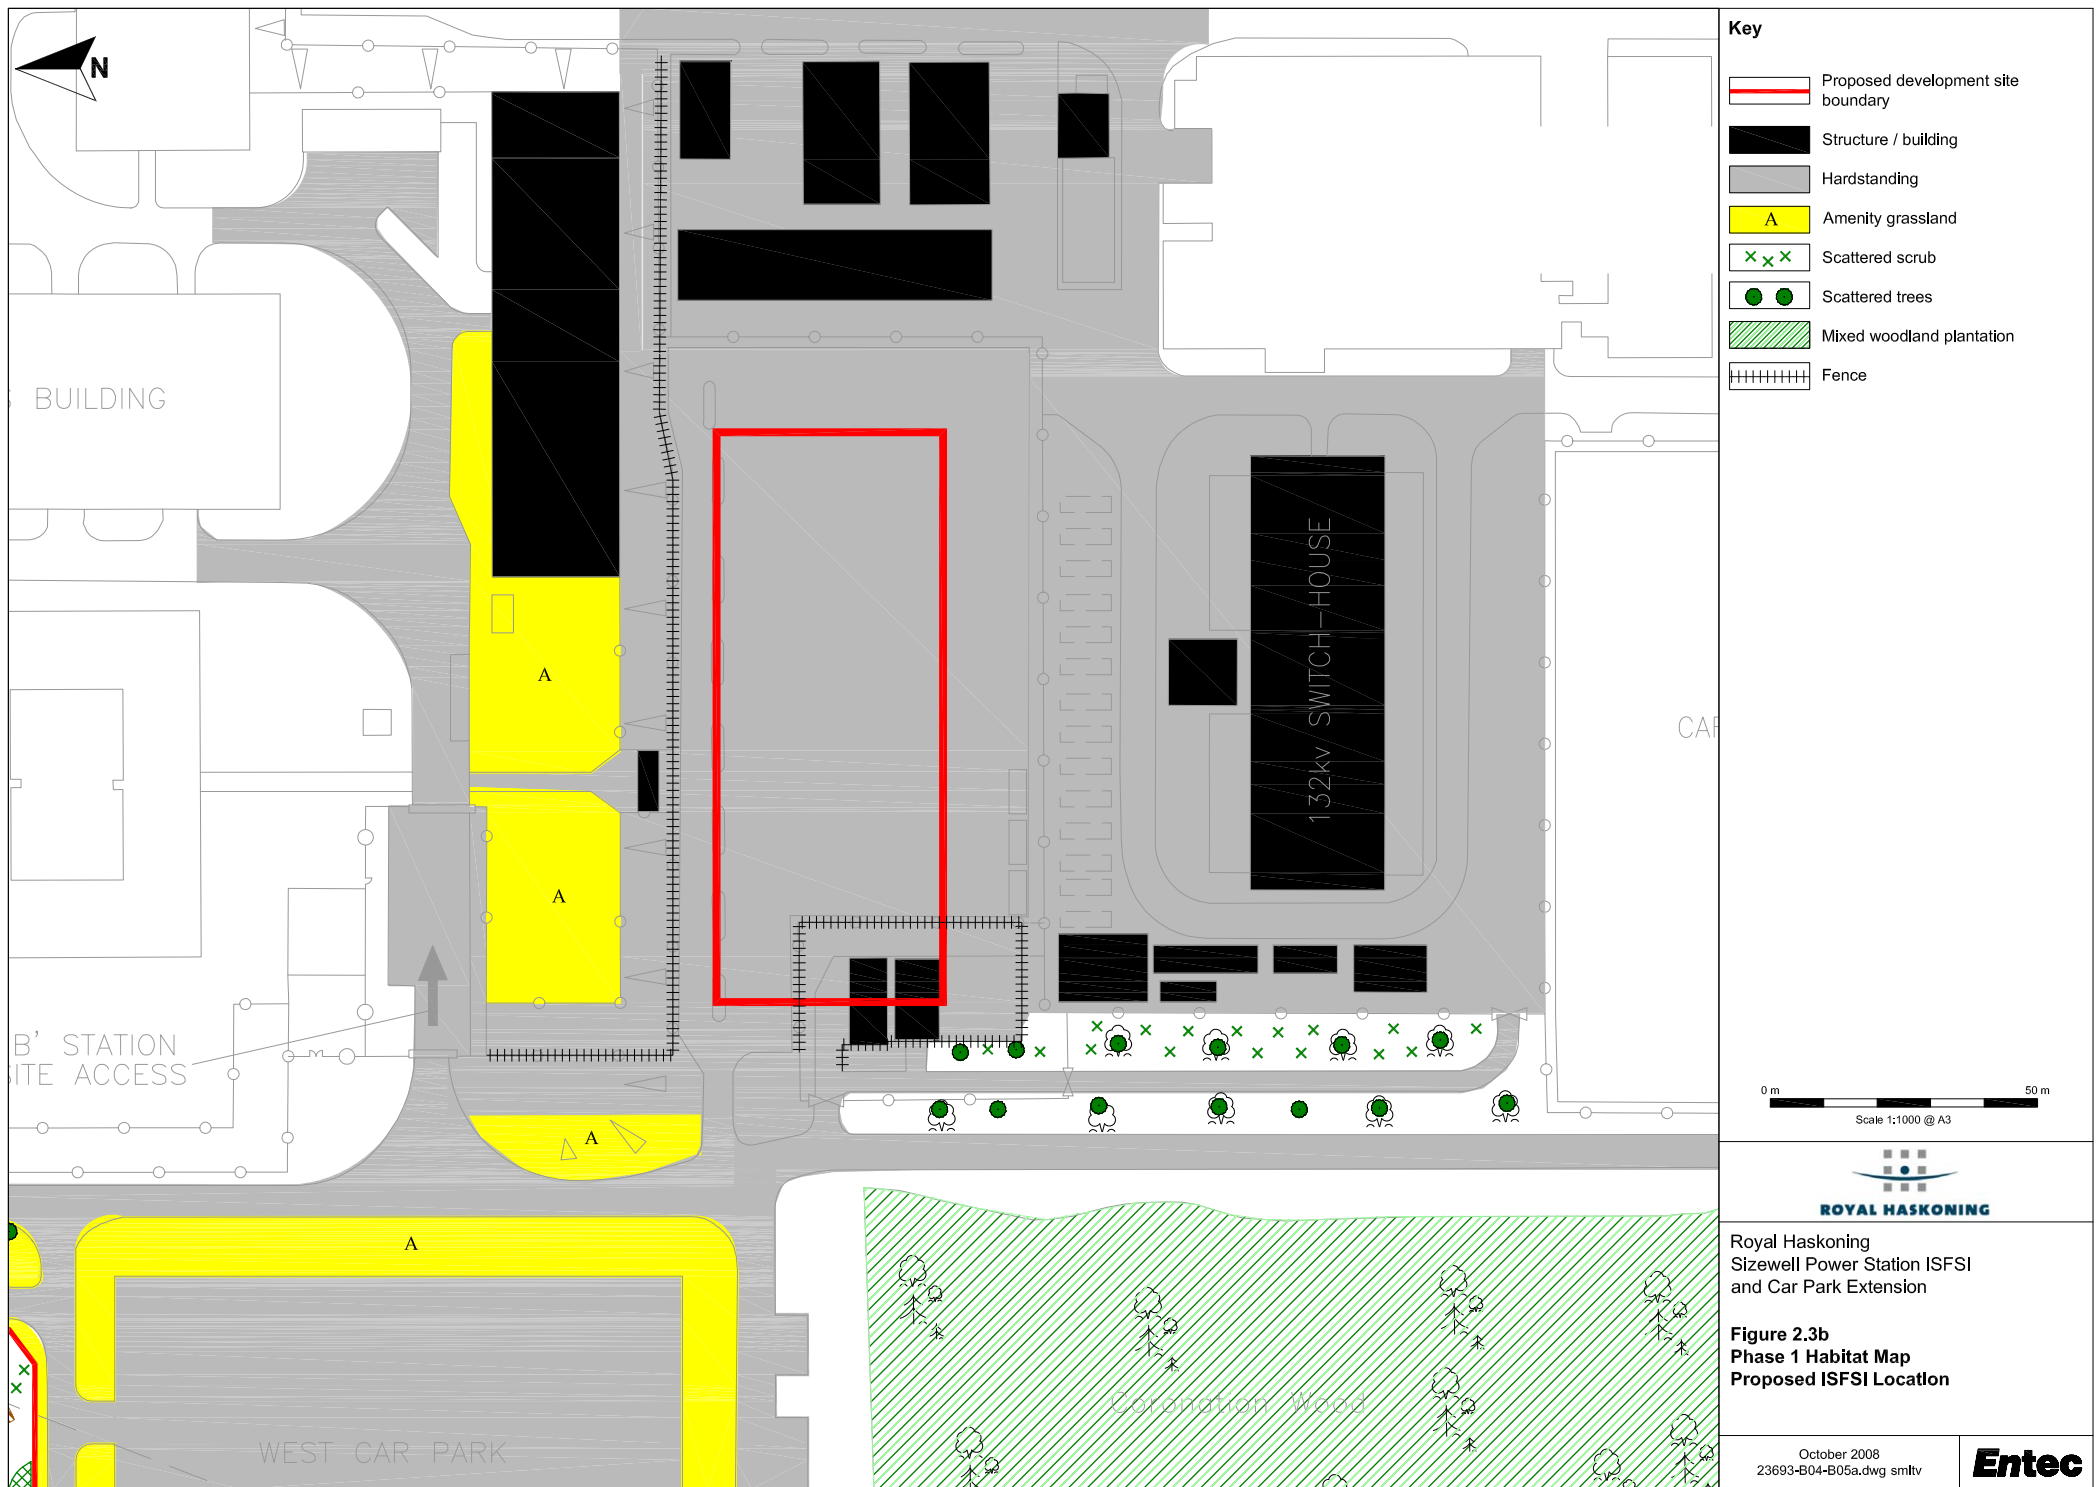 N
BUILDING
A
A
132kv SWITCH-HOUSE
B' STATION
SITE ACCESS
A
A
WEST CAR PARK
Coronation Wood
Key
Proposed development site
boundary
Structure / building
Hardstanding
A
Amenity grassland
Scattered scrub
Scattered trees
Mixed woodland plantation
Fence
0 m
50 m
Scale 1:1000 @ A3
ROYAL HASKONING
Royal Haskoning
Sizewell Power Station ISFSI
and Car Park Extension
Figure 2.3b
Phase 1 Habitat Map
Proposed ISFSI Location
October 2008
23693-B04-B05a.dwg smltv
Entec